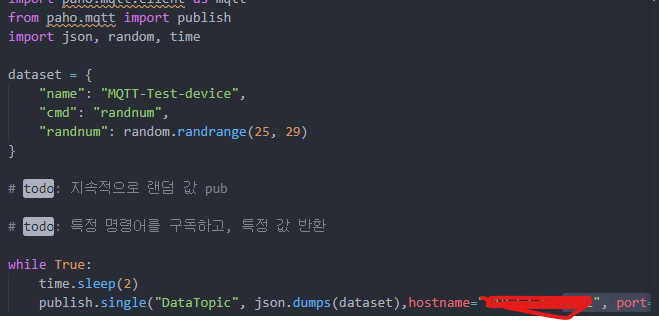 import paho.mqtt.client as mqtt
from paho.mqtt import publish
import json, random, time
dataset = {
"name": "MQTT-Test-device",
"cmd": "randnum",
"randnum": random.randrange(25, 29)
}
# todo: 지속적으로 랜덤 값 pub
# todo: 특정 명령어를 구독하고, 특정 값 반환
while True:
time.sleep(2)
publish.single("DataTopic", json.dumps(dataset),hostname=" ", port=